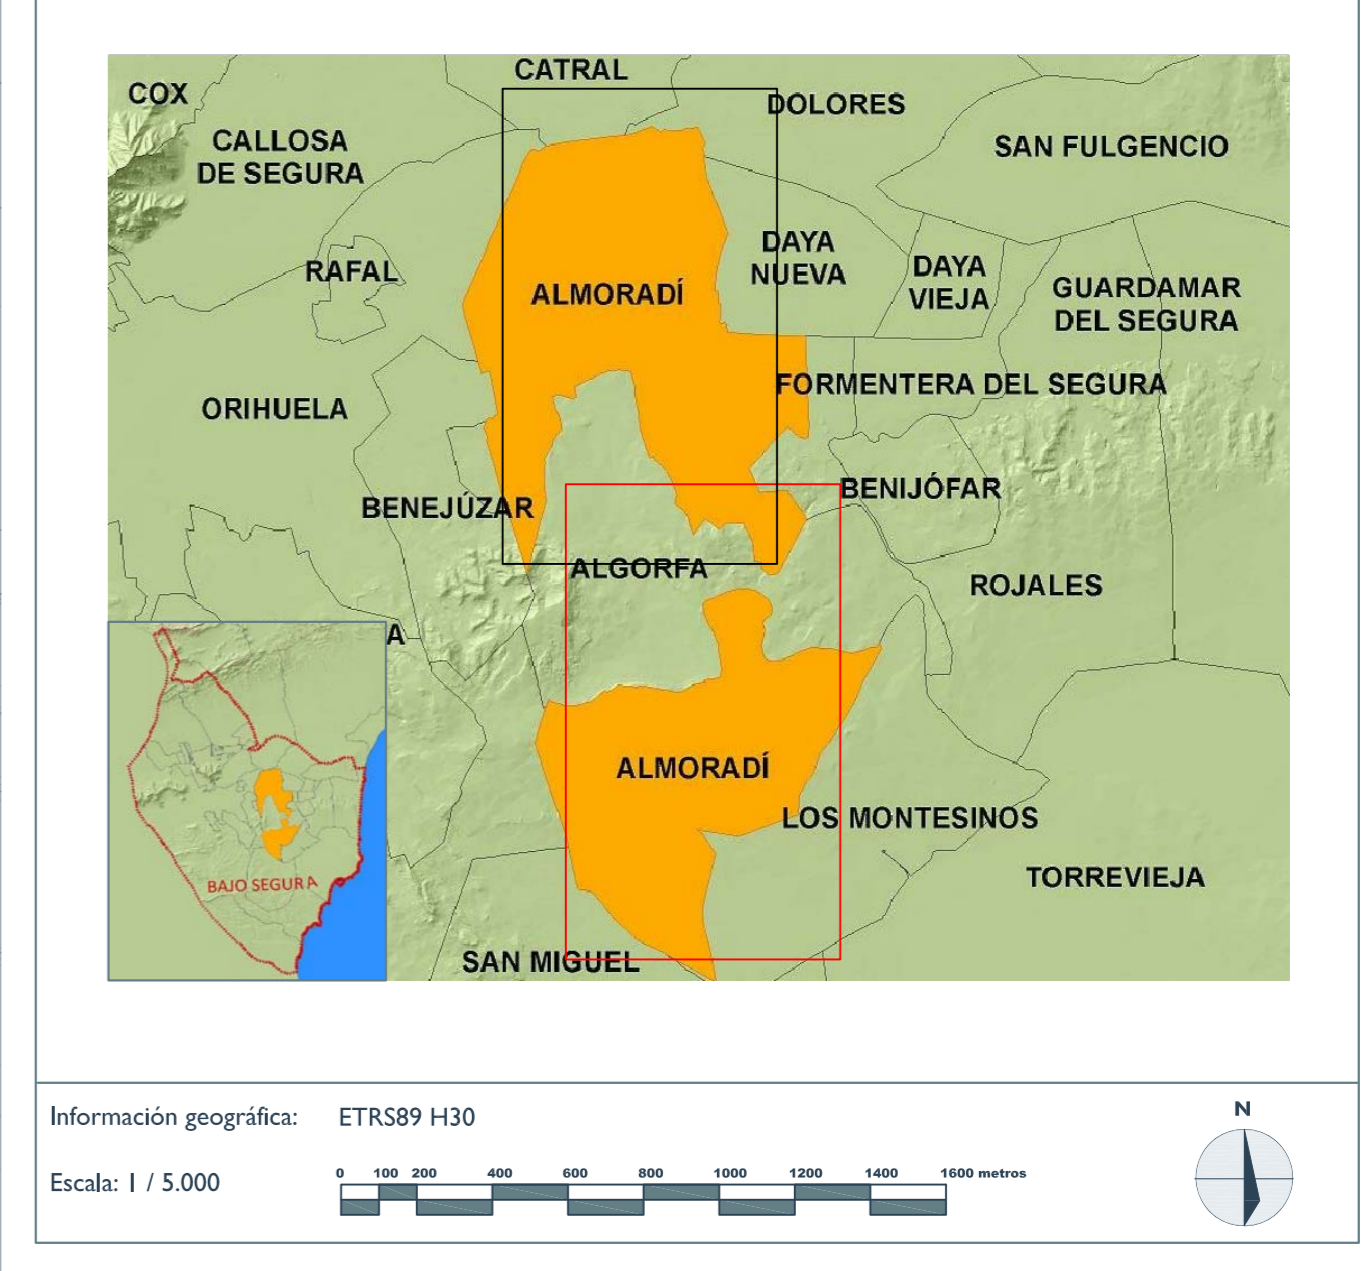 CATRAL
COX
DOLORES
CALLOSA
DE SEGURA
SAN FULGENCIO
RAFAL
DAYA
NUEVA
DAYA
VIEJA
ALMORADÍ
GUARDAMAR
DEL SEGURA
FORMENTERA DEL SEGURA
ORIHUELA
BENIJÓFAR
BENEJÚZAR
ALGORFA
ROJALES
A
ALMORADÍ
LOS MONTESINOS
BAJO SEGURA
TORREVIEJA
SAN MIGUEL
Información geográfica: ETRS89 H30
N
Escala: 1 / 5.000
0 100 200 400 600 800 1000 1200 1400 1600 metros